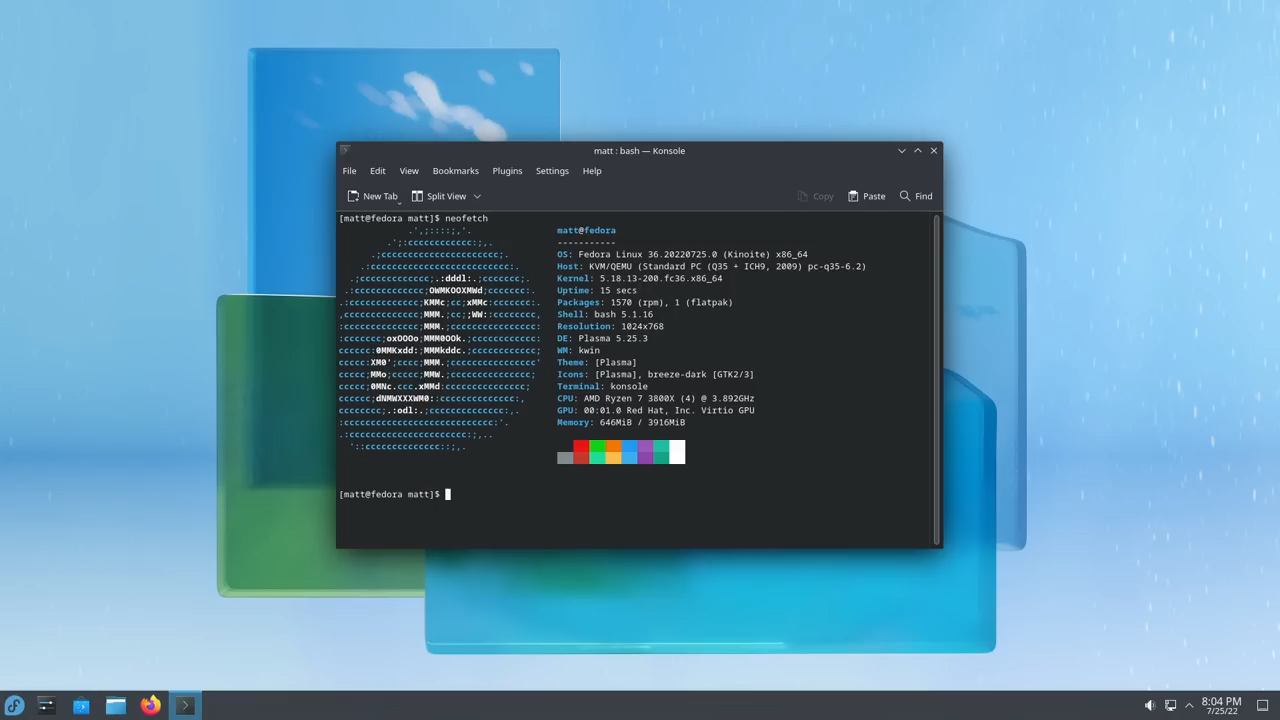 matt : bash — Konsole
File Edit View Bookmarks Plugins Settings Help
New Tab Split View Copy Paste Find
[matt@fedora matt]$ neofetch
matt@fedora
-----------
OS: Fedora Linux 36.20220725.0 (Kinoite) x86_64
Host: KVM/QEMU (Standard PC (Q35 + ICH9, 2009) pc-q35-6.2)
Kernel: 5.18.13-200.fc36.x86_64
Uptime: 15 secs
Packages: 1570 (rpm), 1 (flatpak)
Shell: bash 5.1.16
Resolution: 1024x768
DE: Plasma 5.25.3
WM: kwin
Theme: [Plasma]
Icons: [Plasma], breeze-dark [GTK2/3]
Terminal: konsole
CPU: AMD Ryzen 7 3800X (4) @ 3.892GHz
GPU: 00:01.0 Red Hat, Inc. Virtio GPU
Memory: 646MiB / 3916MiB
[matt@fedora matt]$
8:04 PM
7/25/22